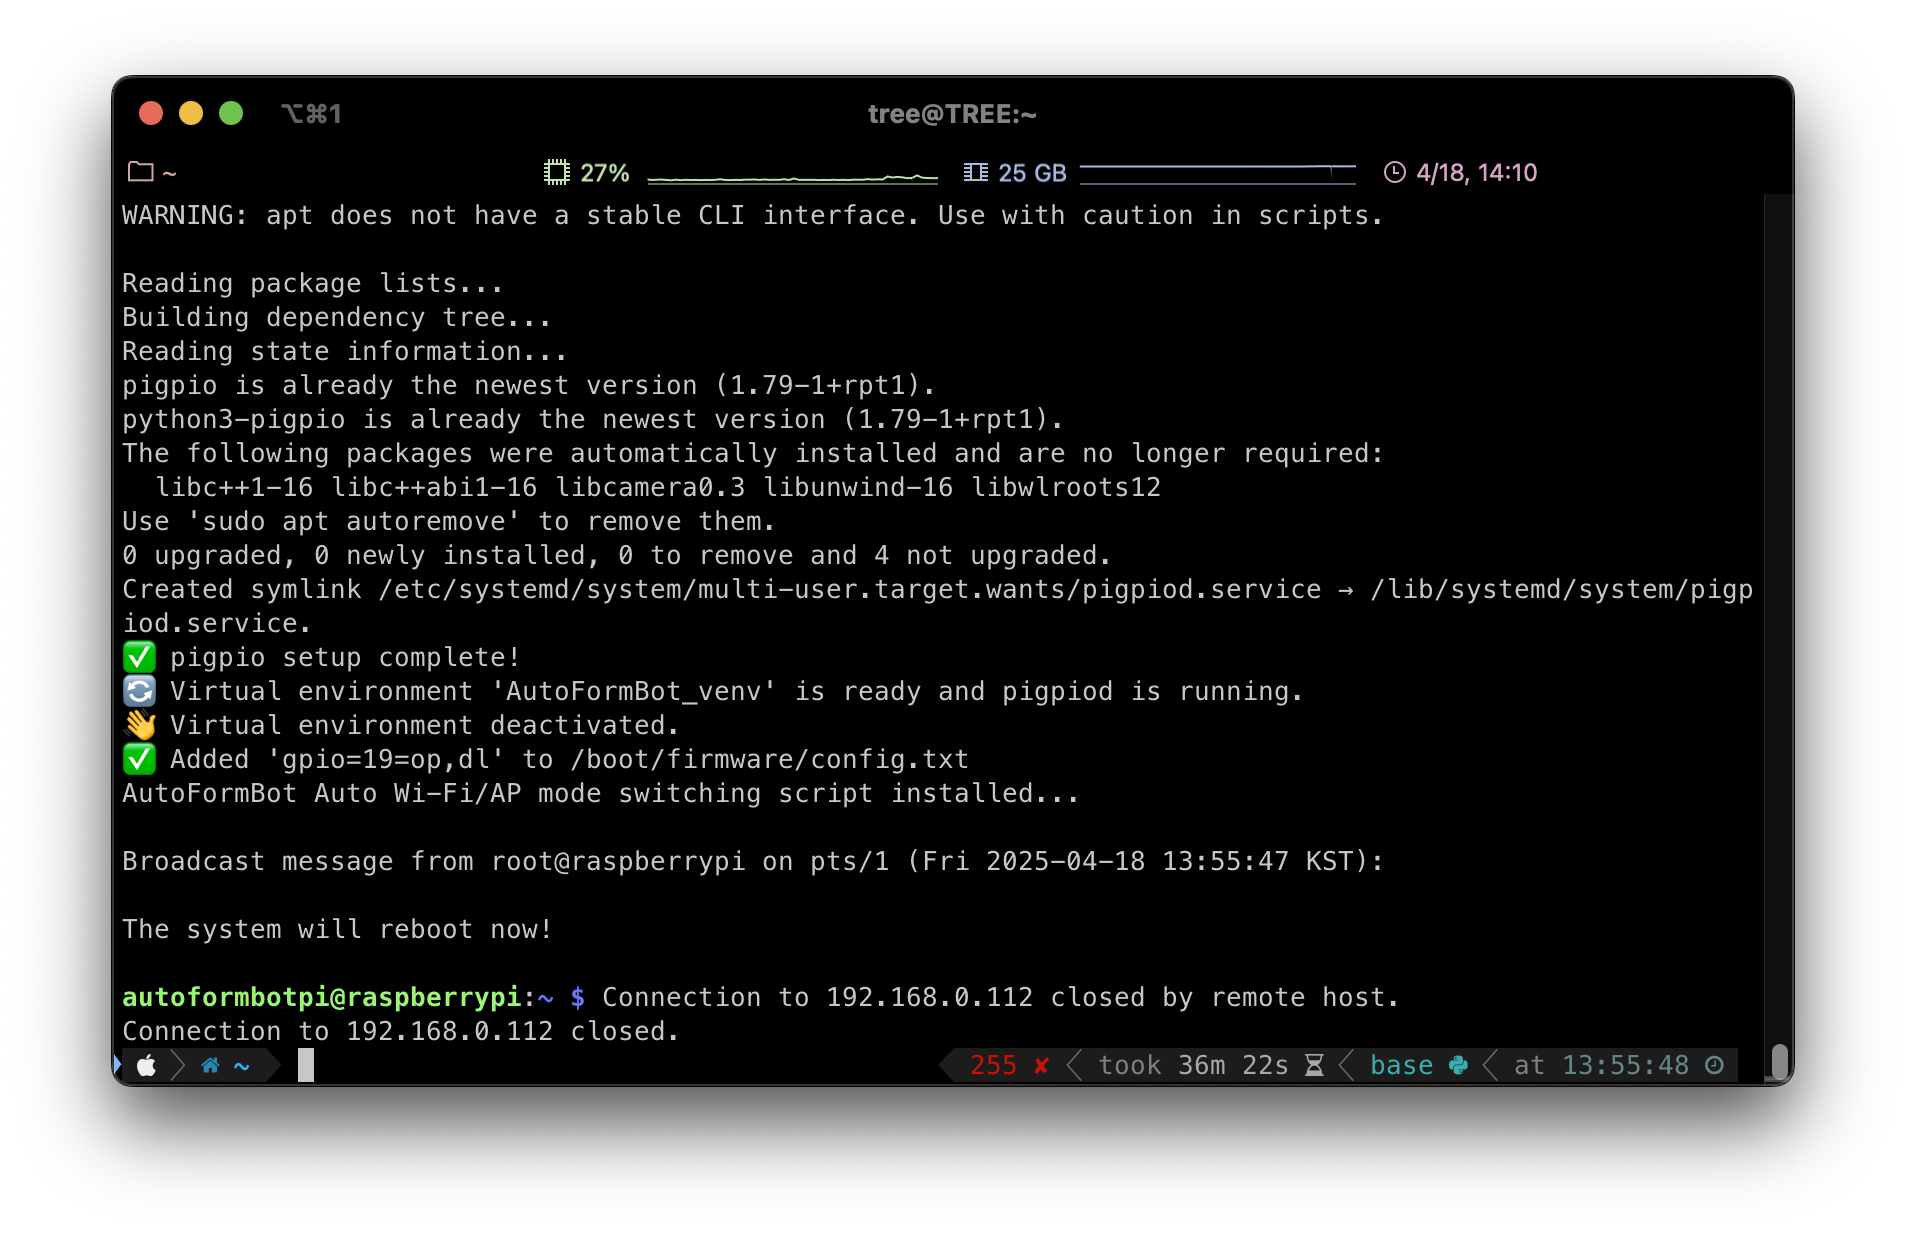 ⌥⌘1 tree@TREE:~
~ 27% 25 GB 4/18, 14:10
WARNING: apt does not have a stable CLI interface. Use with caution in scripts.
Reading package lists...
Building dependency tree...
Reading state information...
pigpio is already the newest version (1.79-1+rpt1).
python3-pigpio is already the newest version (1.79-1+rpt1).
The following packages were automatically installed and are no longer required:
  libc++1-16 libc++abi1-16 libcamera0.3 libunwind-16 libwlroots12
Use 'sudo apt autoremove' to remove them.
0 upgraded, 0 newly installed, 0 to remove and 4 not upgraded.
Created symlink /etc/systemd/system/multi-user.target.wants/pigpiod.service → /lib/systemd/system/pigp
iod.service.
✅ pigpio setup complete!
🔄 Virtual environment 'AutoFormBot_venv' is ready and pigpiod is running.
👋 Virtual environment deactivated.
✅ Added 'gpio=19=op,dl' to /boot/firmware/config.txt
AutoFormBot Auto Wi-Fi/AP mode switching script installed...
Broadcast message from root@raspberrypi on pts/1 (Fri 2025-04-18 13:55:47 KST):
The system will reboot now!
autoformbotpi@raspberrypi:~ $ Connection to 192.168.0.112 closed by remote host.
Connection to 192.168.0.112 closed.
~ 255 ✘ took 36m 22s base at 13:55:48